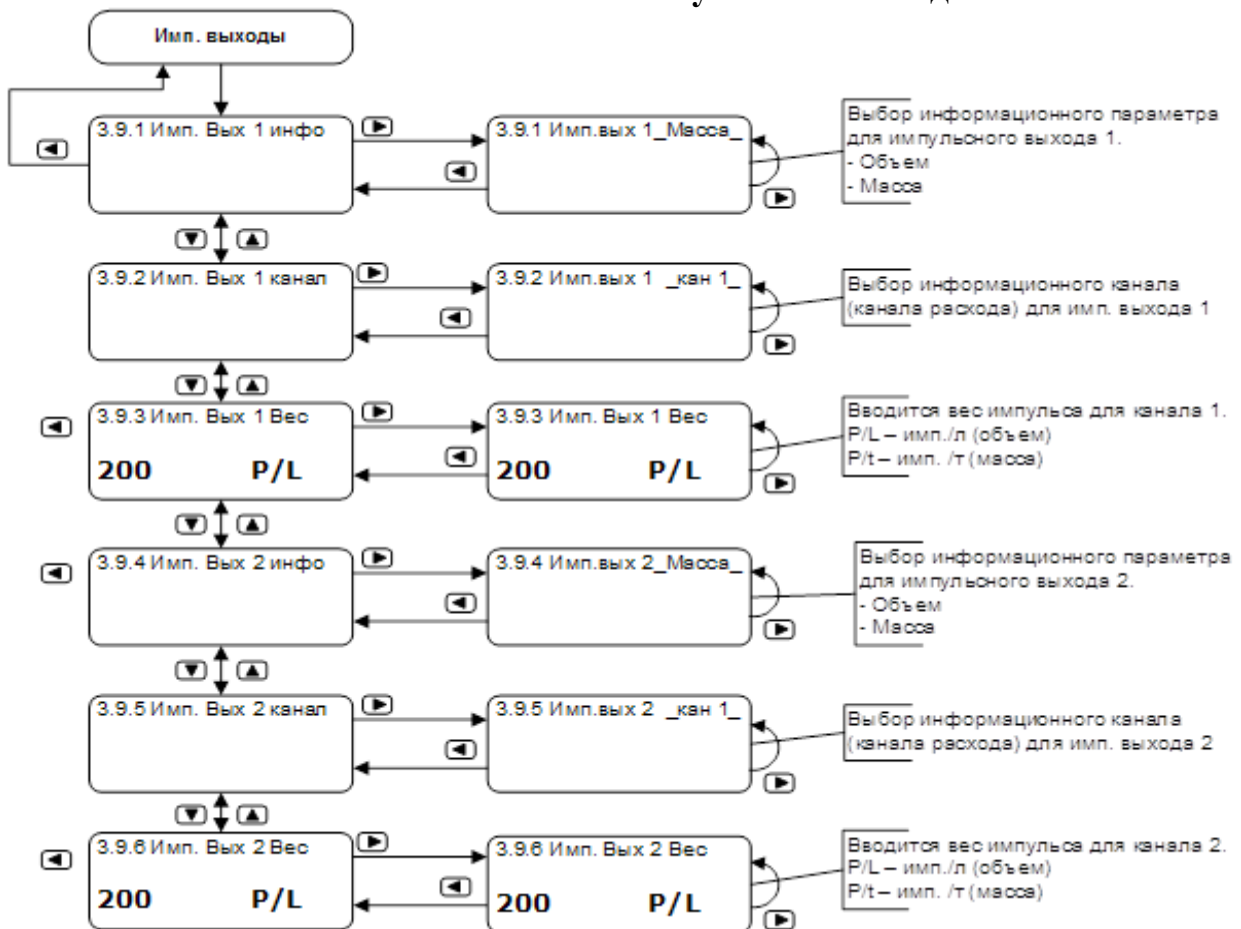 Имп. выходы
3.9.1 Имп. Вых 1 инфо
3.9.1 Имп.вых 1_Масса_
Выбор информационного параметра
для импульсного выхода 1.
- Объем
- Масса
3.9.2 Имп. Вых 1 канал
3.9.2 Имп.вых 1 _кан 1_
Выбор информационного канала
(канала расхода) для имп. выхода 1
3.9.3 Имп. Вых 1 Вес
200 P/L
3.9.3 Имп. Вых 1 Вес
200 P/L
Вводится вес импульса для канала 1.
P/L – имп./л (объем)
P/t – имп. /т (масса)
3.9.4 Имп. Вых 2 инфо
3.9.4 Имп.вых 2_Масса_
Выбор информационного параметра
для импульсного выхода 2.
- Объем
- Масса
3.9.5 Имп. Вых 2 канал
3.9.5 Имп.вых 2 _кан 1_
Выбор информационного канала
(канала расхода) для имп. выхода 2
3.9.6 Имп. Вых 2 Вес
200 P/L
3.9.6 Имп. Вых 2 Вес
200 P/L
Вводится вес импульса для канала 2.
P/L – имп./л (объем)
P/t – имп. /т (масса)